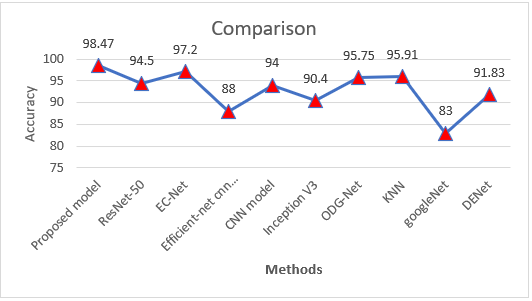 Comparison
98.47
94.5
97.2
88
94
90.4
95.75
95.91
83
91.83
100
95
90
85
80
75
Accuracy
Proposed model
ResNet-50
EC-Net
Efficient-net cnn...
CNN model
Inception V3
ODG-Net
KNN
googleNet
DENet
Methods